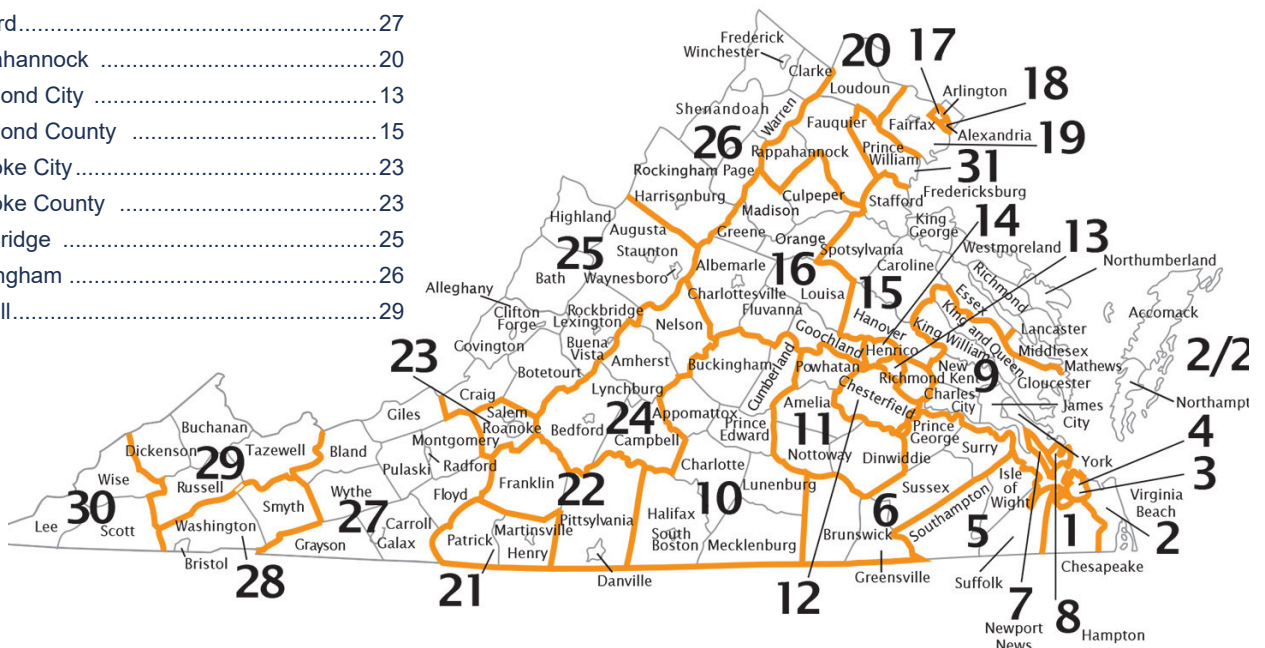 rd....................................................27
ahannock ..........................................20
ond City ...........................................13
ond County .....................................15
ke City..............................................23
ke County .......................................23
ridge ................................................25
ingham .............................................26
ll......................................................29
Frederick
Winchester
20
17
Clarke
Loudoun
Arlington
18
Shenandoah
Warren
Fauquier
Fairfax
Alexandria
19
26
Rappahannock
Prince
William
31
Rockingham
Page
Harrisonburg
Culpeper
Stafford
Fredericksburg
Highland
Madison
King
George
14
Augusta
Greene
Orange
Spotsylvania
Westmoreland
13
25
Staunton
Albemarle
16
Caroline
Richmond
Northumberland
Bath
Waynesboro
Charlottesville
Louisa
15
Essex
Alleghany
Fluvanna
Hanover
King and Queen
Accomack
Clifton
Forge
Rockbridge
Lexington
Nelson
Goochland
King William
Lancaster
Covington
Buena
Vista
Amherst
Buckingham
Cumberland
Powhatan
Henrico
Middlesex
2/2
23
Botetourt
Richmond
New
Kent
9
Mathews
Gloucester
Craig
Lynchburg
Amelia
Chesterfield
Charles
City
James
City
Northampt
Giles
Salem
Roanoke
24
Appomattox
Buchanan
Bedford
Campbell
Prince
Edward
11
Prince
George
4
Dickenson
29
Tazewell
Bland
Montgomery
Nottoway
Dinwiddie
Surry
York
Wise
Russell
Pulaski
Radford
Charlotte
3
30
Smyth
Wythe
Floyd
Franklin
22
10
Lunenburg
Sussex
Isle
of
Wight
Virginia
Beach
Lee
Scott
Washington
27
Carroll
Martinsville
Pittsylvania
Halifax
6
Southampton
5
1
2
Grayson
Galax
Patrick
Henry
South
Boston
Mecklenburg
Brunswick
Bristol
Chesapeake
28
21
Danville
12
Greensville
Suffolk
7
8
Newport
News
Hampton